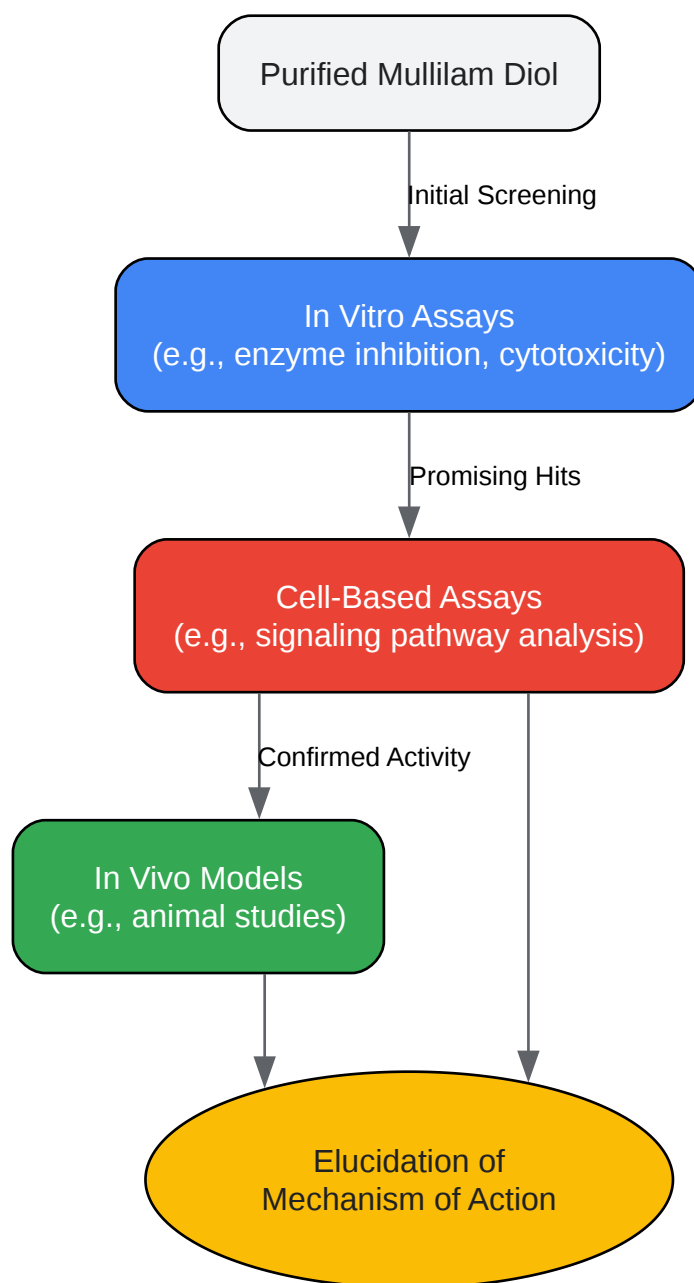 Purified Mullilam Diol
Initial Screening
In Vitro Assays
(e.g., enzyme inhibition, cytotoxicity)
Promising Hits
Cell-Based Assays
(e.g., signaling pathway analysis)
Confirmed Activity
In Vivo Models
(e.g., animal studies)
Elucidation of
Mechanism of Action